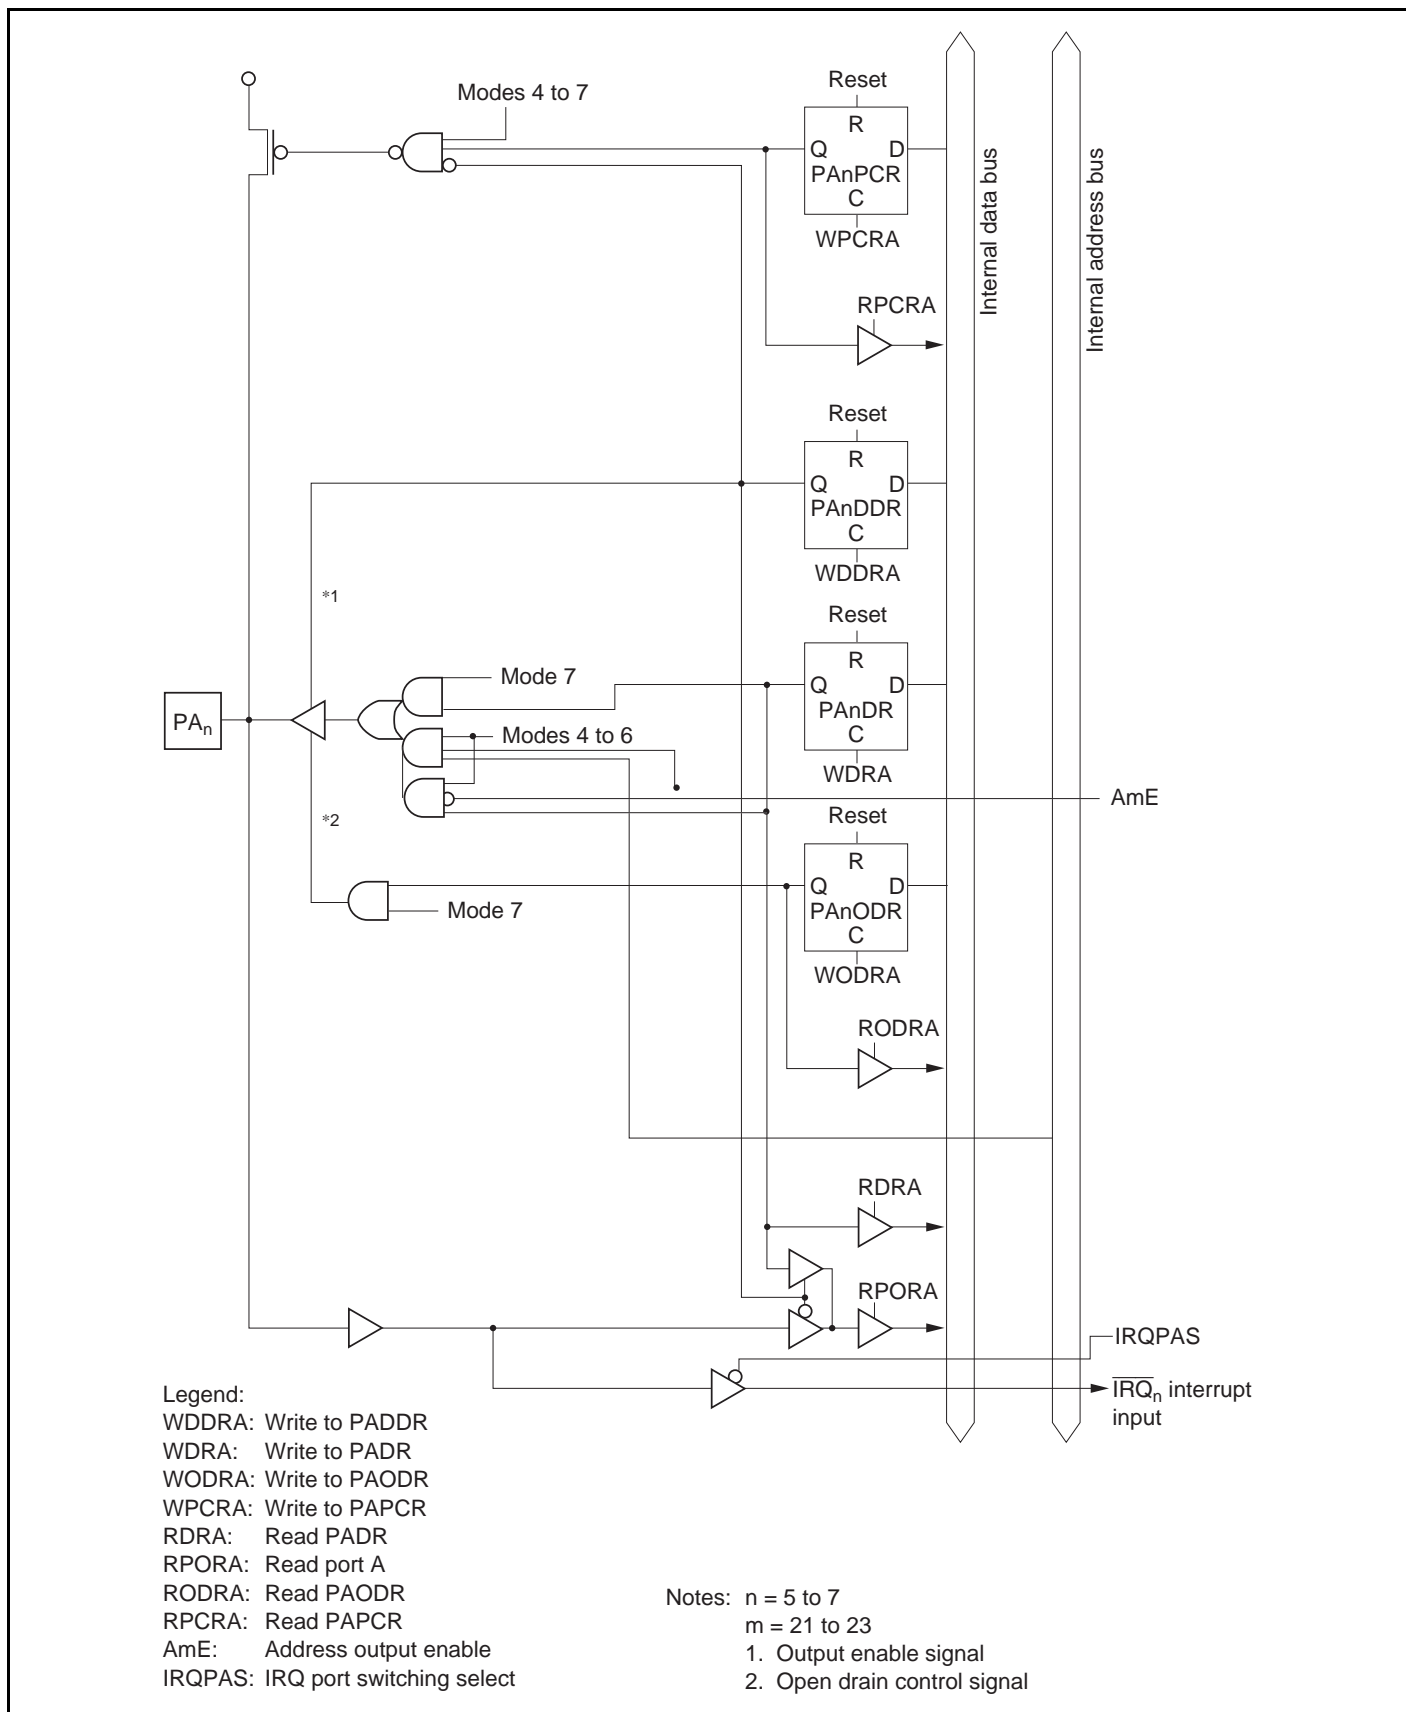 Modes 4 to 7
Reset
R
Q D
PAnPCR
C
WPCRA
RPCRA
Internal data bus
Internal address bus
Reset
R
Q D
PAnDDR
C
WDDRA
*1
Reset
R
Mode 7
Q D
PAnDR
C
WDRA
PAn
Modes 4 to 6
AmE
*2
Reset
R
Q D
PAnODR
C
WODRA
Mode 7
RODRA
RDRA
RPORA
IRQPAS
IRQn interrupt
input
Legend:
WDDRA: Write to PADDR
WDRA: Write to PADR
WODRA: Write to PAODR
WPCRA: Write to PAPCR
RDRA: Read PADR
RPORA: Read port A
RODRA: Read PAODR
RPCRA: Read PAPCR
AmE: Address output enable
IRQPAS: IRQ port switching select
Notes: n = 5 to 7
m = 21 to 23
1. Output enable signal
2. Open drain control signal